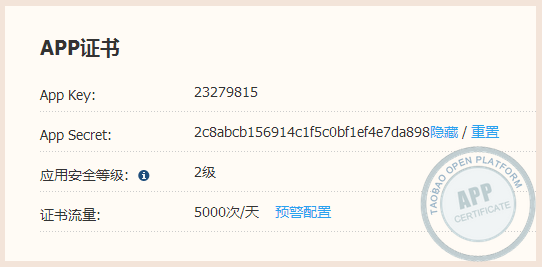 APP证书
App Key: 23279815
App Secret: 2c8abcb156914c1f5c0bf1ef4e7da898隐藏 / 重置
应用安全等级: i 2级
证书流量: 5000次/天 预警配置
TAOBAO OPEN PLATFORM
APP
CERTIFICATE